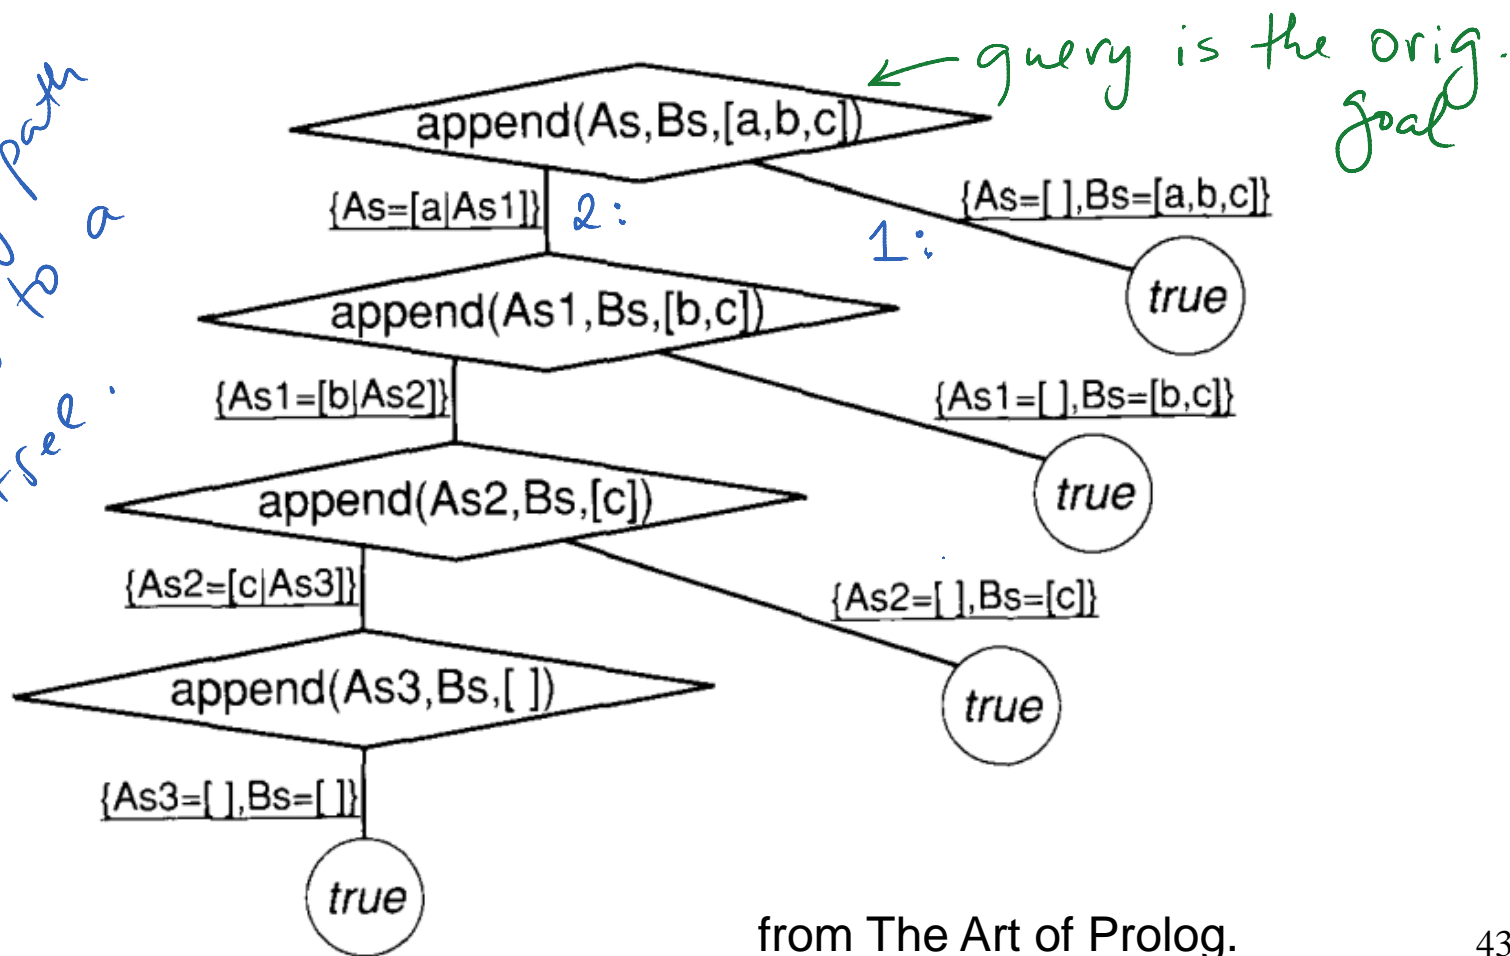 ← query is the orig.
goal
path
to a
append(As,Bs,[a,b,c])
{As=[a|As1]}
2:
1:
{As=[ ],Bs=[a,b,c]}
true
append(As1,Bs,[b,c])
{As1=[b|As2]}
{As1=[ ],Bs=[b,c]}
true
append(As2,Bs,[c])
{As2=[c|As3]}
{As2=[ ],Bs=[c]}
true
append(As3,Bs,[ ])
{As3=[ ],Bs=[ ]}
true
from The Art of Prolog.
43